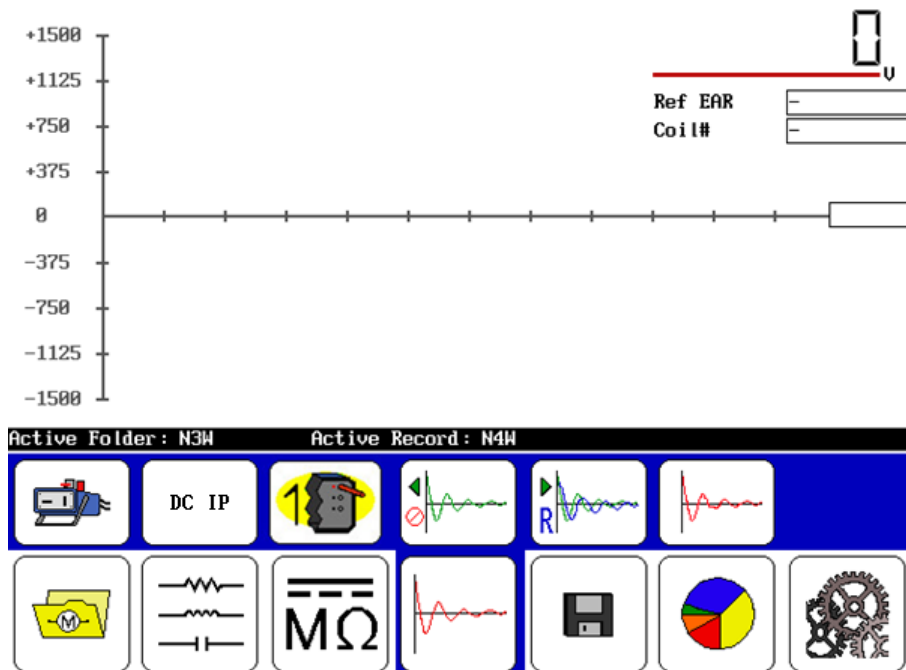 +1500
0
V
+1125
Ref EAR -
+750
Coil# -
+375
0
-375
-750
-1125
-1500
Active Folder: N3W Active Record: N4W
DC IP
1
R
M
MΩ